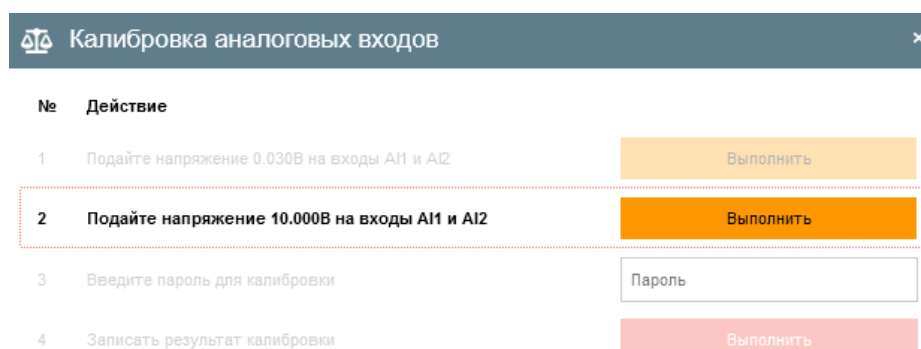 Калибровка аналоговых входов ×
№ Действие
1 Подайте напряжение 0.030В на входы AI1 и AI2 Выполнить
2 Подайте напряжение 10.000В на входы AI1 и AI2 Выполнить
3 Введите пароль для калибровки Пароль
4 Записать результат калибровки Выполнить